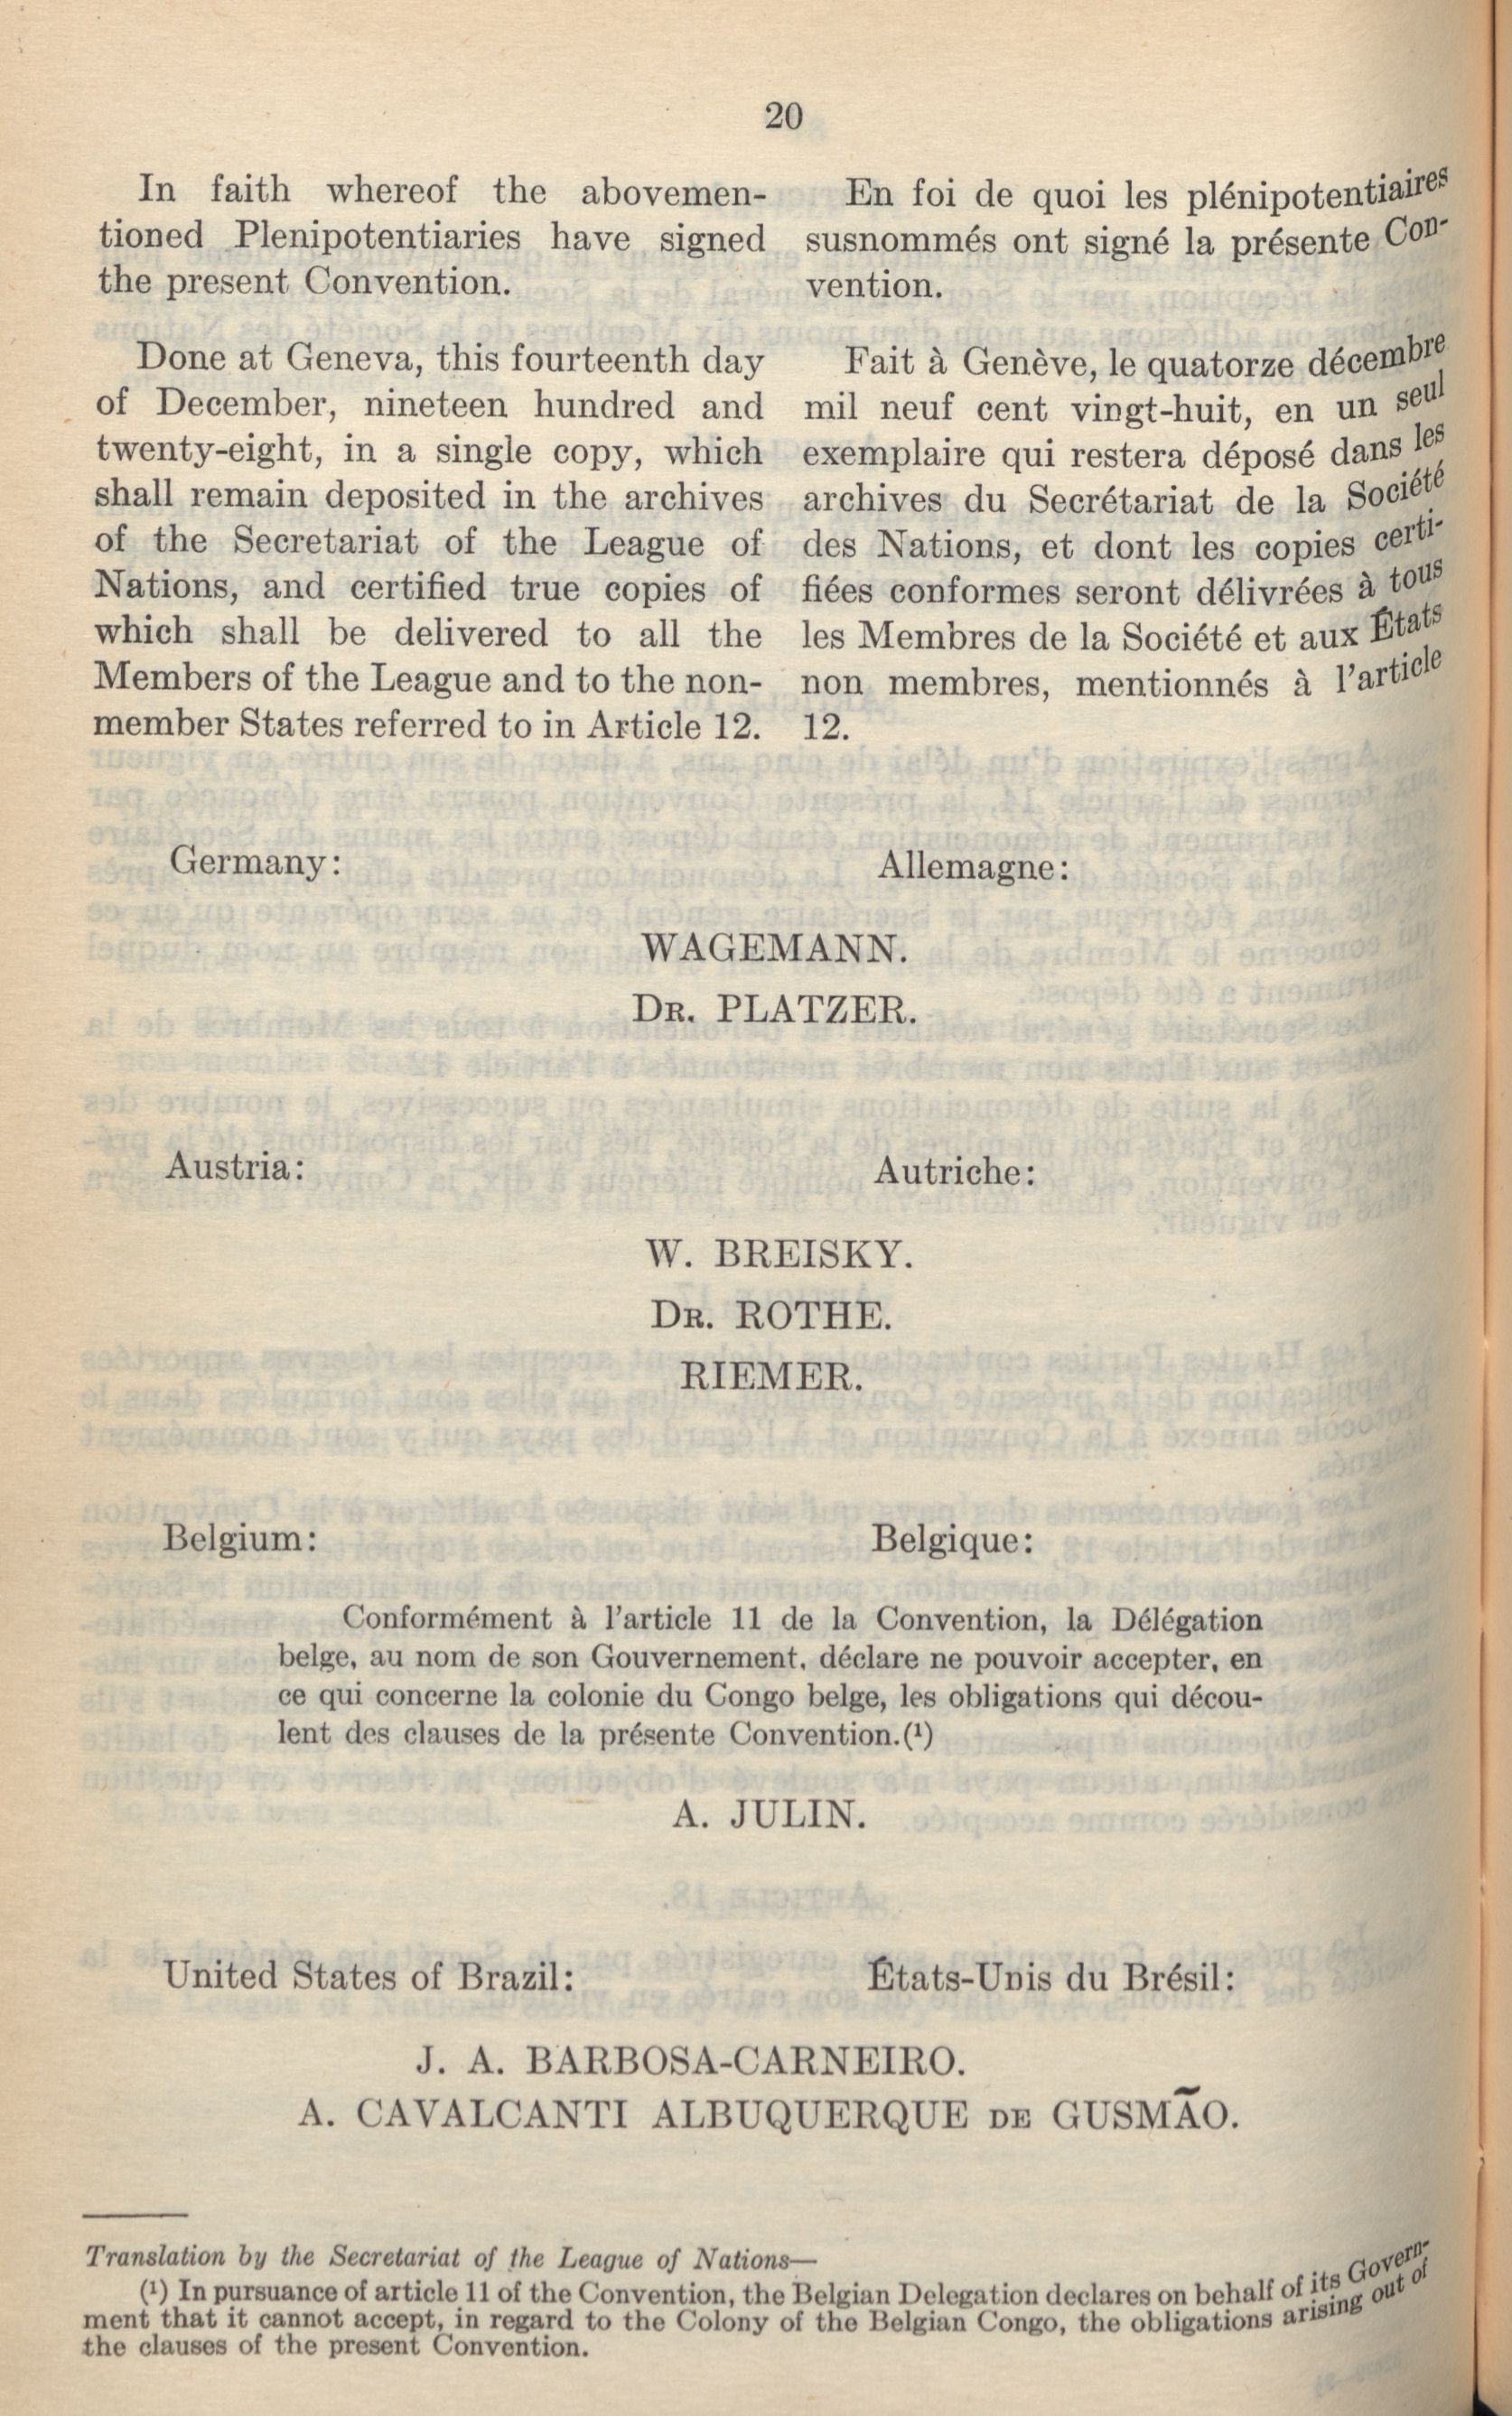 20
In faith whereof the abovemen-
tioned Plenipotentiaries have signed
the present Convention.
Done at Geneva, this fourteenth day
of December, nineteen hundred and
twenty-eight, in a single copy, which
shall remain deposited in the archives
of the Secretariat of the League of
Nations, and certified true copies of
which shall be delivered to all the
Members of the League and to the non-
member States referred to in Article 12.
En foi de quoi les plénipotentiaires
susnommés ont signé la présente Con-
vention.
Fait à Genève, le quatorze décembre
mil neuf cent vingt-huit, en un seul
exemplaire qui restera déposé dans les
archives du Secrétariat de la Société
des Nations, et dont les copies certi-
fiées conformes seront délivrées à tous
les Membres de la Société et aux États
non membres, mentionnés à l'article
12.
Germany: Allemagne:
WAGEMANN.
DR. PLATZER.
Austria: Autriche:
W. BREISKY.
DR. ROTHE.
RIEMER.
Belgium: Belgique:
Conformément à l'article 11 de la Convention, la Délégation
belge, au nom de son Gouvernement, déclare ne pouvoir accepter, en
ce qui concerne la colonie du Congo belge, les obligations qui décou-
lent des clauses de la présente Convention.(¹)
A. JULIN.
United States of Brazil: États-Unis du Brésil:
J. A. BARBOSA-CARNEIRO.
A. CAVALCANTI ALBUQUERQUE DE GUSMÃO.
Translation by the Secretariat of the League of Nations—
(¹) In pursuance of article 11 of the Convention, the Belgian Delegation declares on behalf of its Govern-
ment that it cannot accept, in regard to the Colony of the Belgian Congo, the obligations arising out of
the clauses of the present Convention.